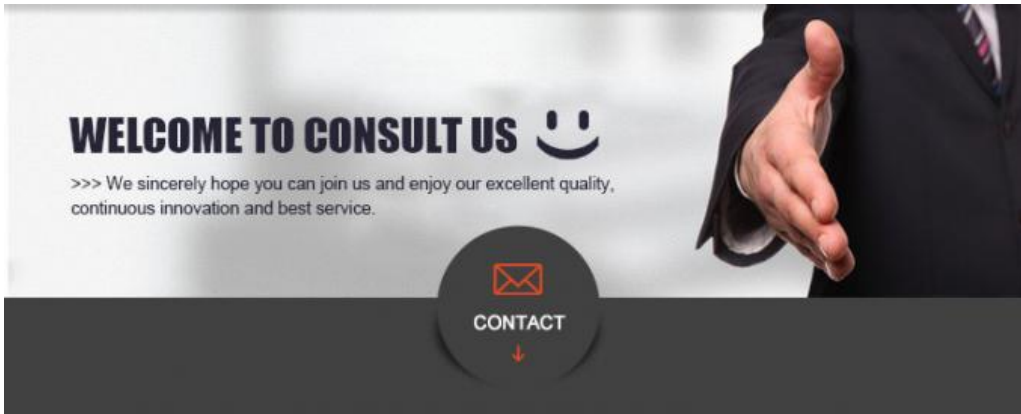 WELCOME TO CONSULT US
>>> We sincerely hope you can join us and enjoy our excellent quality,
continuous innovation and best service.
CONTACT